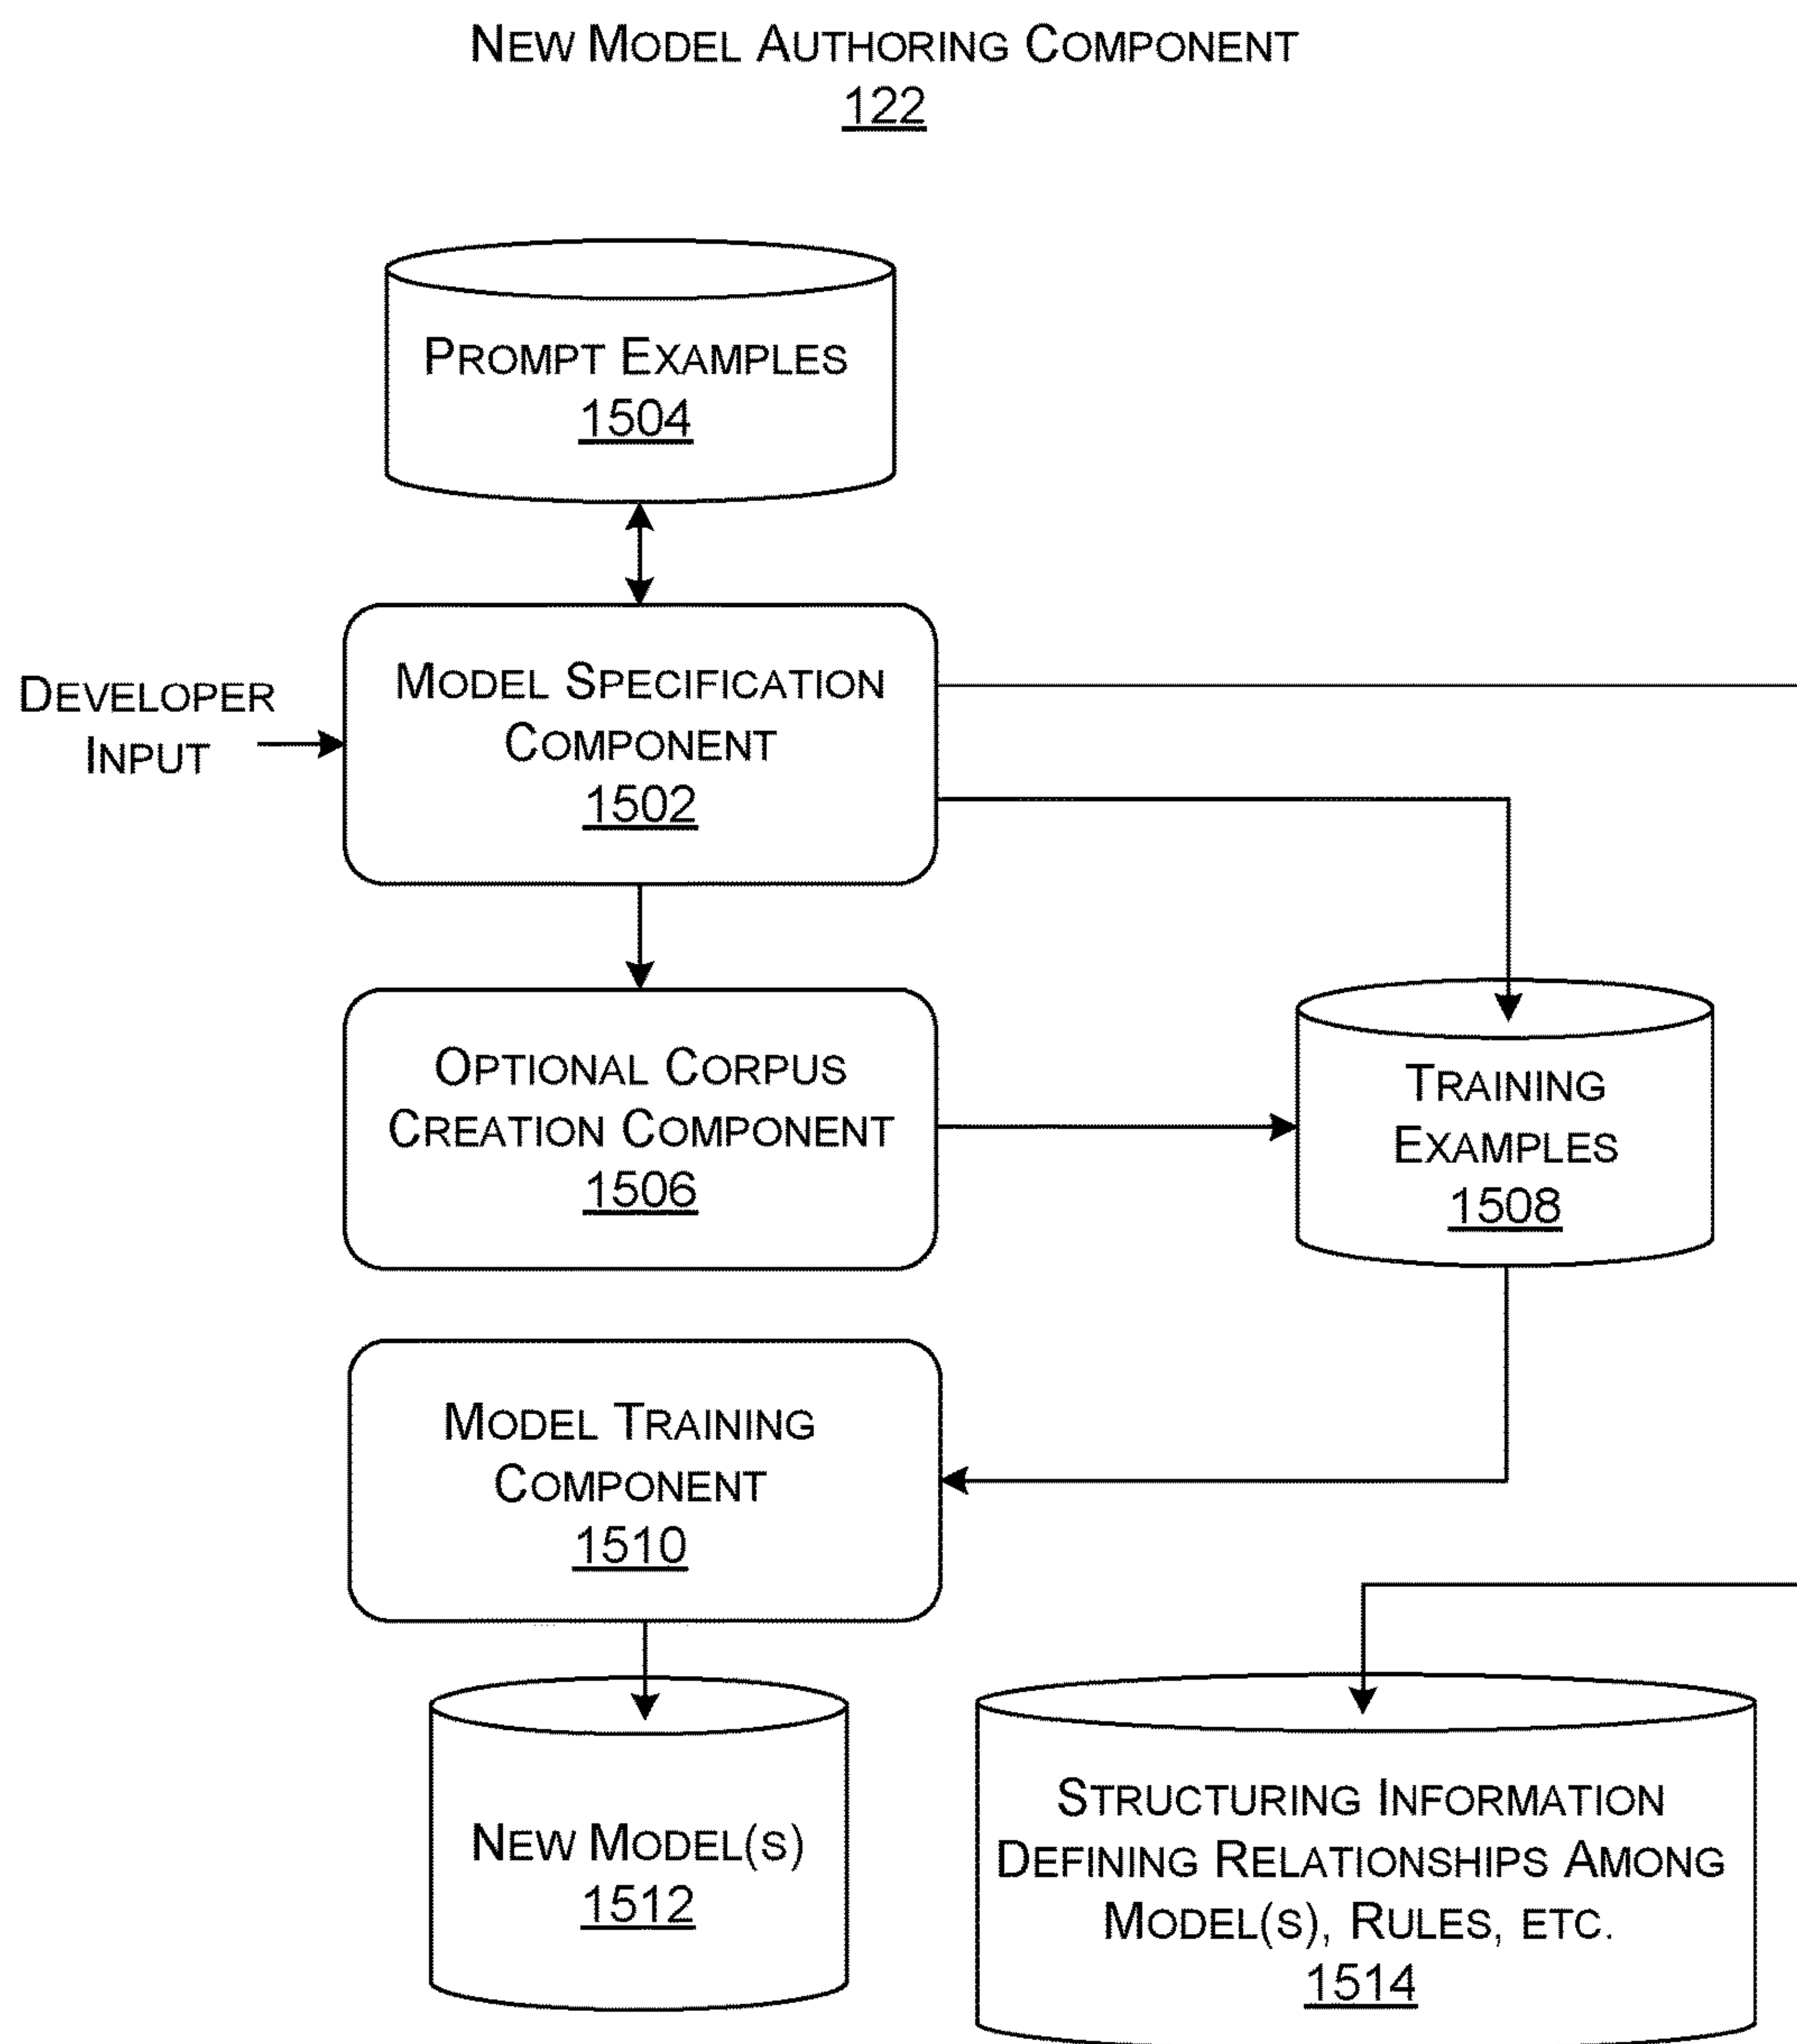 NEW MODEL AUTHORING COMPONENT
122
PROMPT EXAMPLES
1504
DEVELOPER
INPUT
MODEL SPECIFICATION
COMPONENT
1502
OPTIONAL CORPUS
CREATION COMPONENT
1506
TRAINING
EXAMPLES
1508
MODEL TRAINING
COMPONENT
1510
NEW MODEL(S)
1512
STRUCTURING INFORMATION
DEFINING RELATIONSHIPS AMONG
MODEL(S), RULES, ETC.
1514